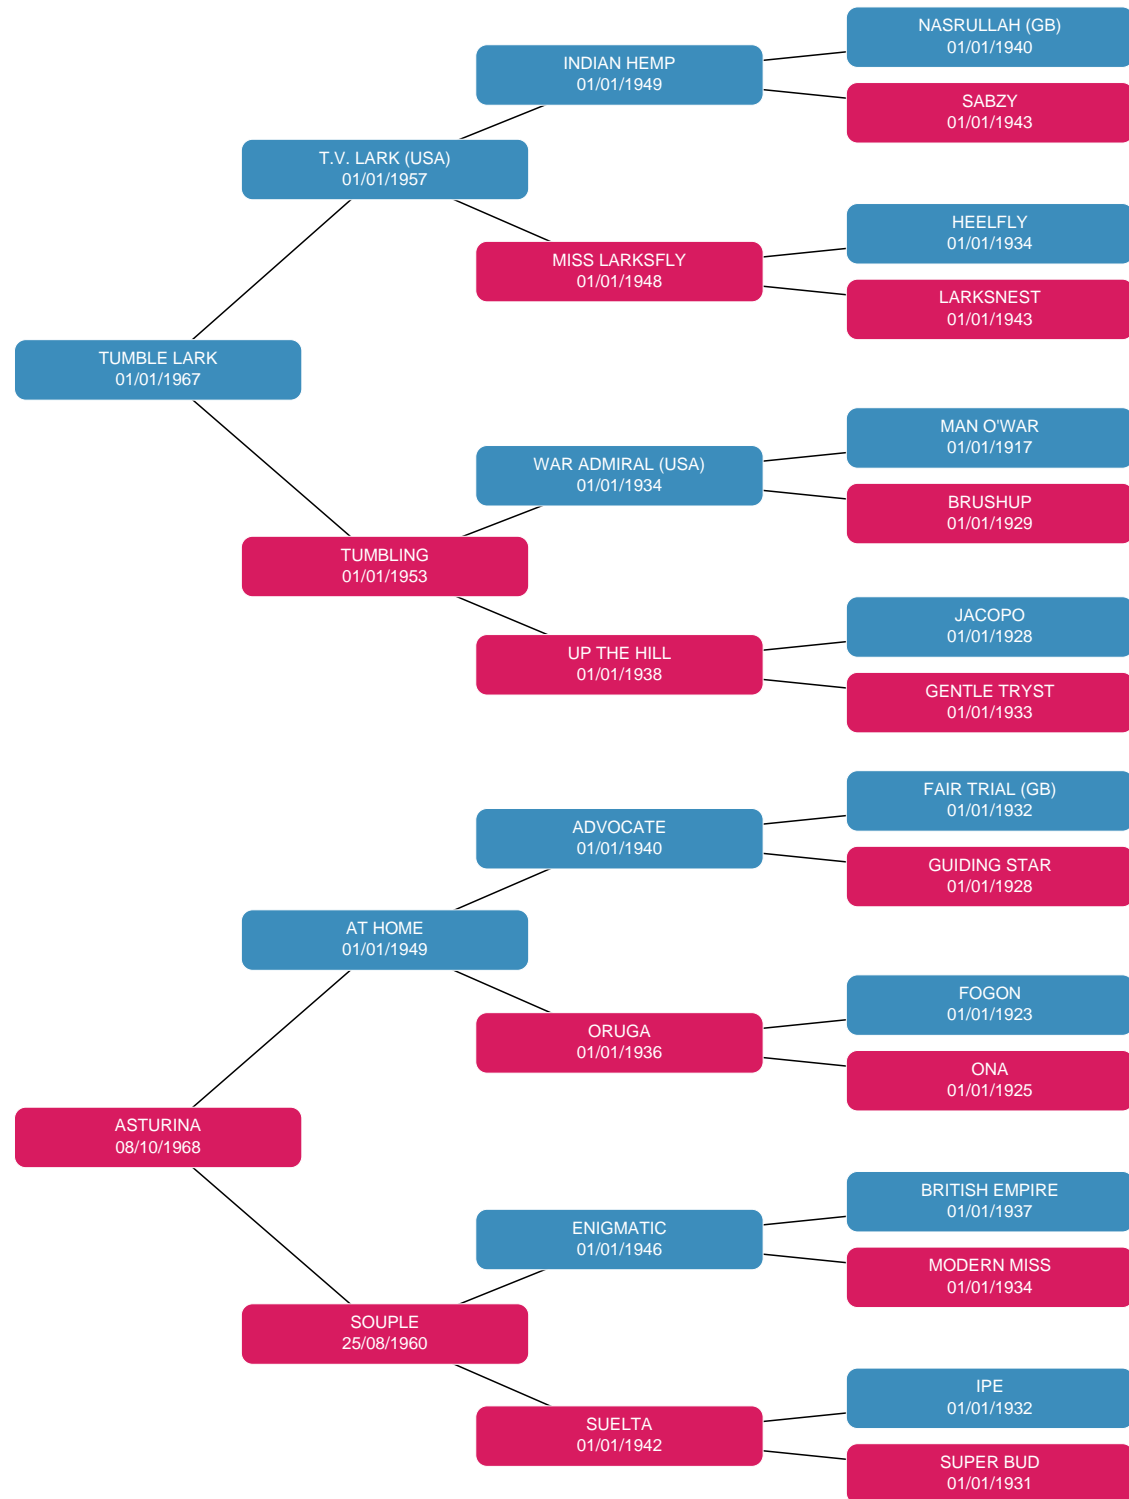 NASRULLAH (GB)
01/01/1940
INDIAN HEMP
01/01/1949
SABZY
01/01/1943
T.V. LARK (USA)
01/01/1957
HEELFLY
01/01/1934
MISS LARKSFLY
01/01/1948
LARKSNEST
01/01/1943
TUMBLE LARK
01/01/1967
MAN O'WAR
01/01/1917
WAR ADMIRAL (USA)
01/01/1934
BRUSHUP
01/01/1929
TUMBLING
01/01/1953
JACOPO
01/01/1928
UP THE HILL
01/01/1938
GENTLE TRYST
01/01/1933
FAIR TRIAL (GB)
01/01/1932
ADVOCATE
01/01/1940
GUIDING STAR
01/01/1928
AT HOME
01/01/1949
FOGON
01/01/1923
ORUGA
01/01/1936
ONA
01/01/1925
ASTURINA
08/10/1968
BRITISH EMPIRE
01/01/1937
ENIGMATIC
01/01/1946
MODERN MISS
01/01/1934
SOUPLE
25/08/1960
IPE
01/01/1932
SUELTA
01/01/1942
SUPER BUD
01/01/1931